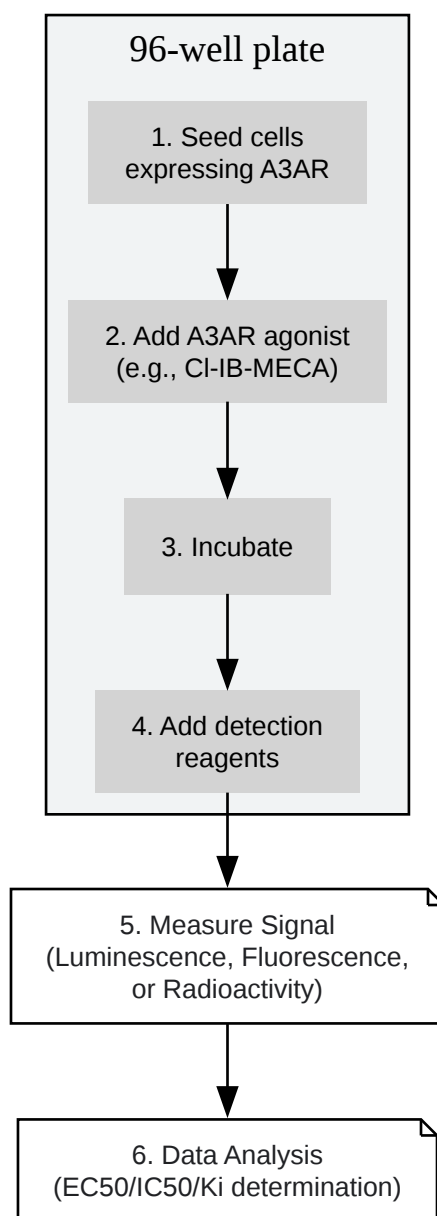 96-well plate
1. Seed cells
expressing A3AR
2. Add A3AR agonist
(e.g., Cl-IB-MECA)
3. Incubate
4. Add detection
reagents
5. Measure Signal
(Luminescence, Fluorescence,
or Radioactivity)
6. Data Analysis
(EC50/IC50/Ki determination)